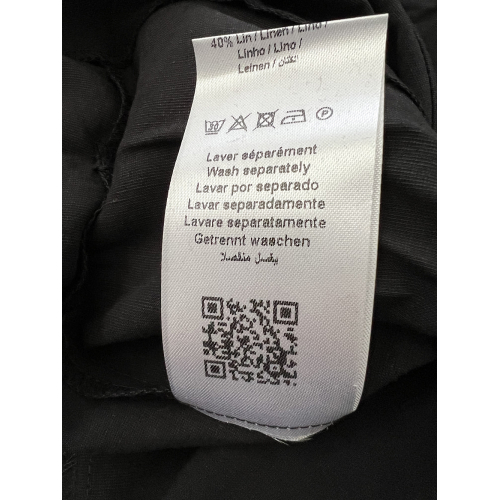 40% Lin / Linen / Lino /
Linho / Lino /
Leinen / كتان
P
Laver séparément
Wash separately
Lavar por separado
Lavar separadamente
Lavare separatamente
Getrennt waschen